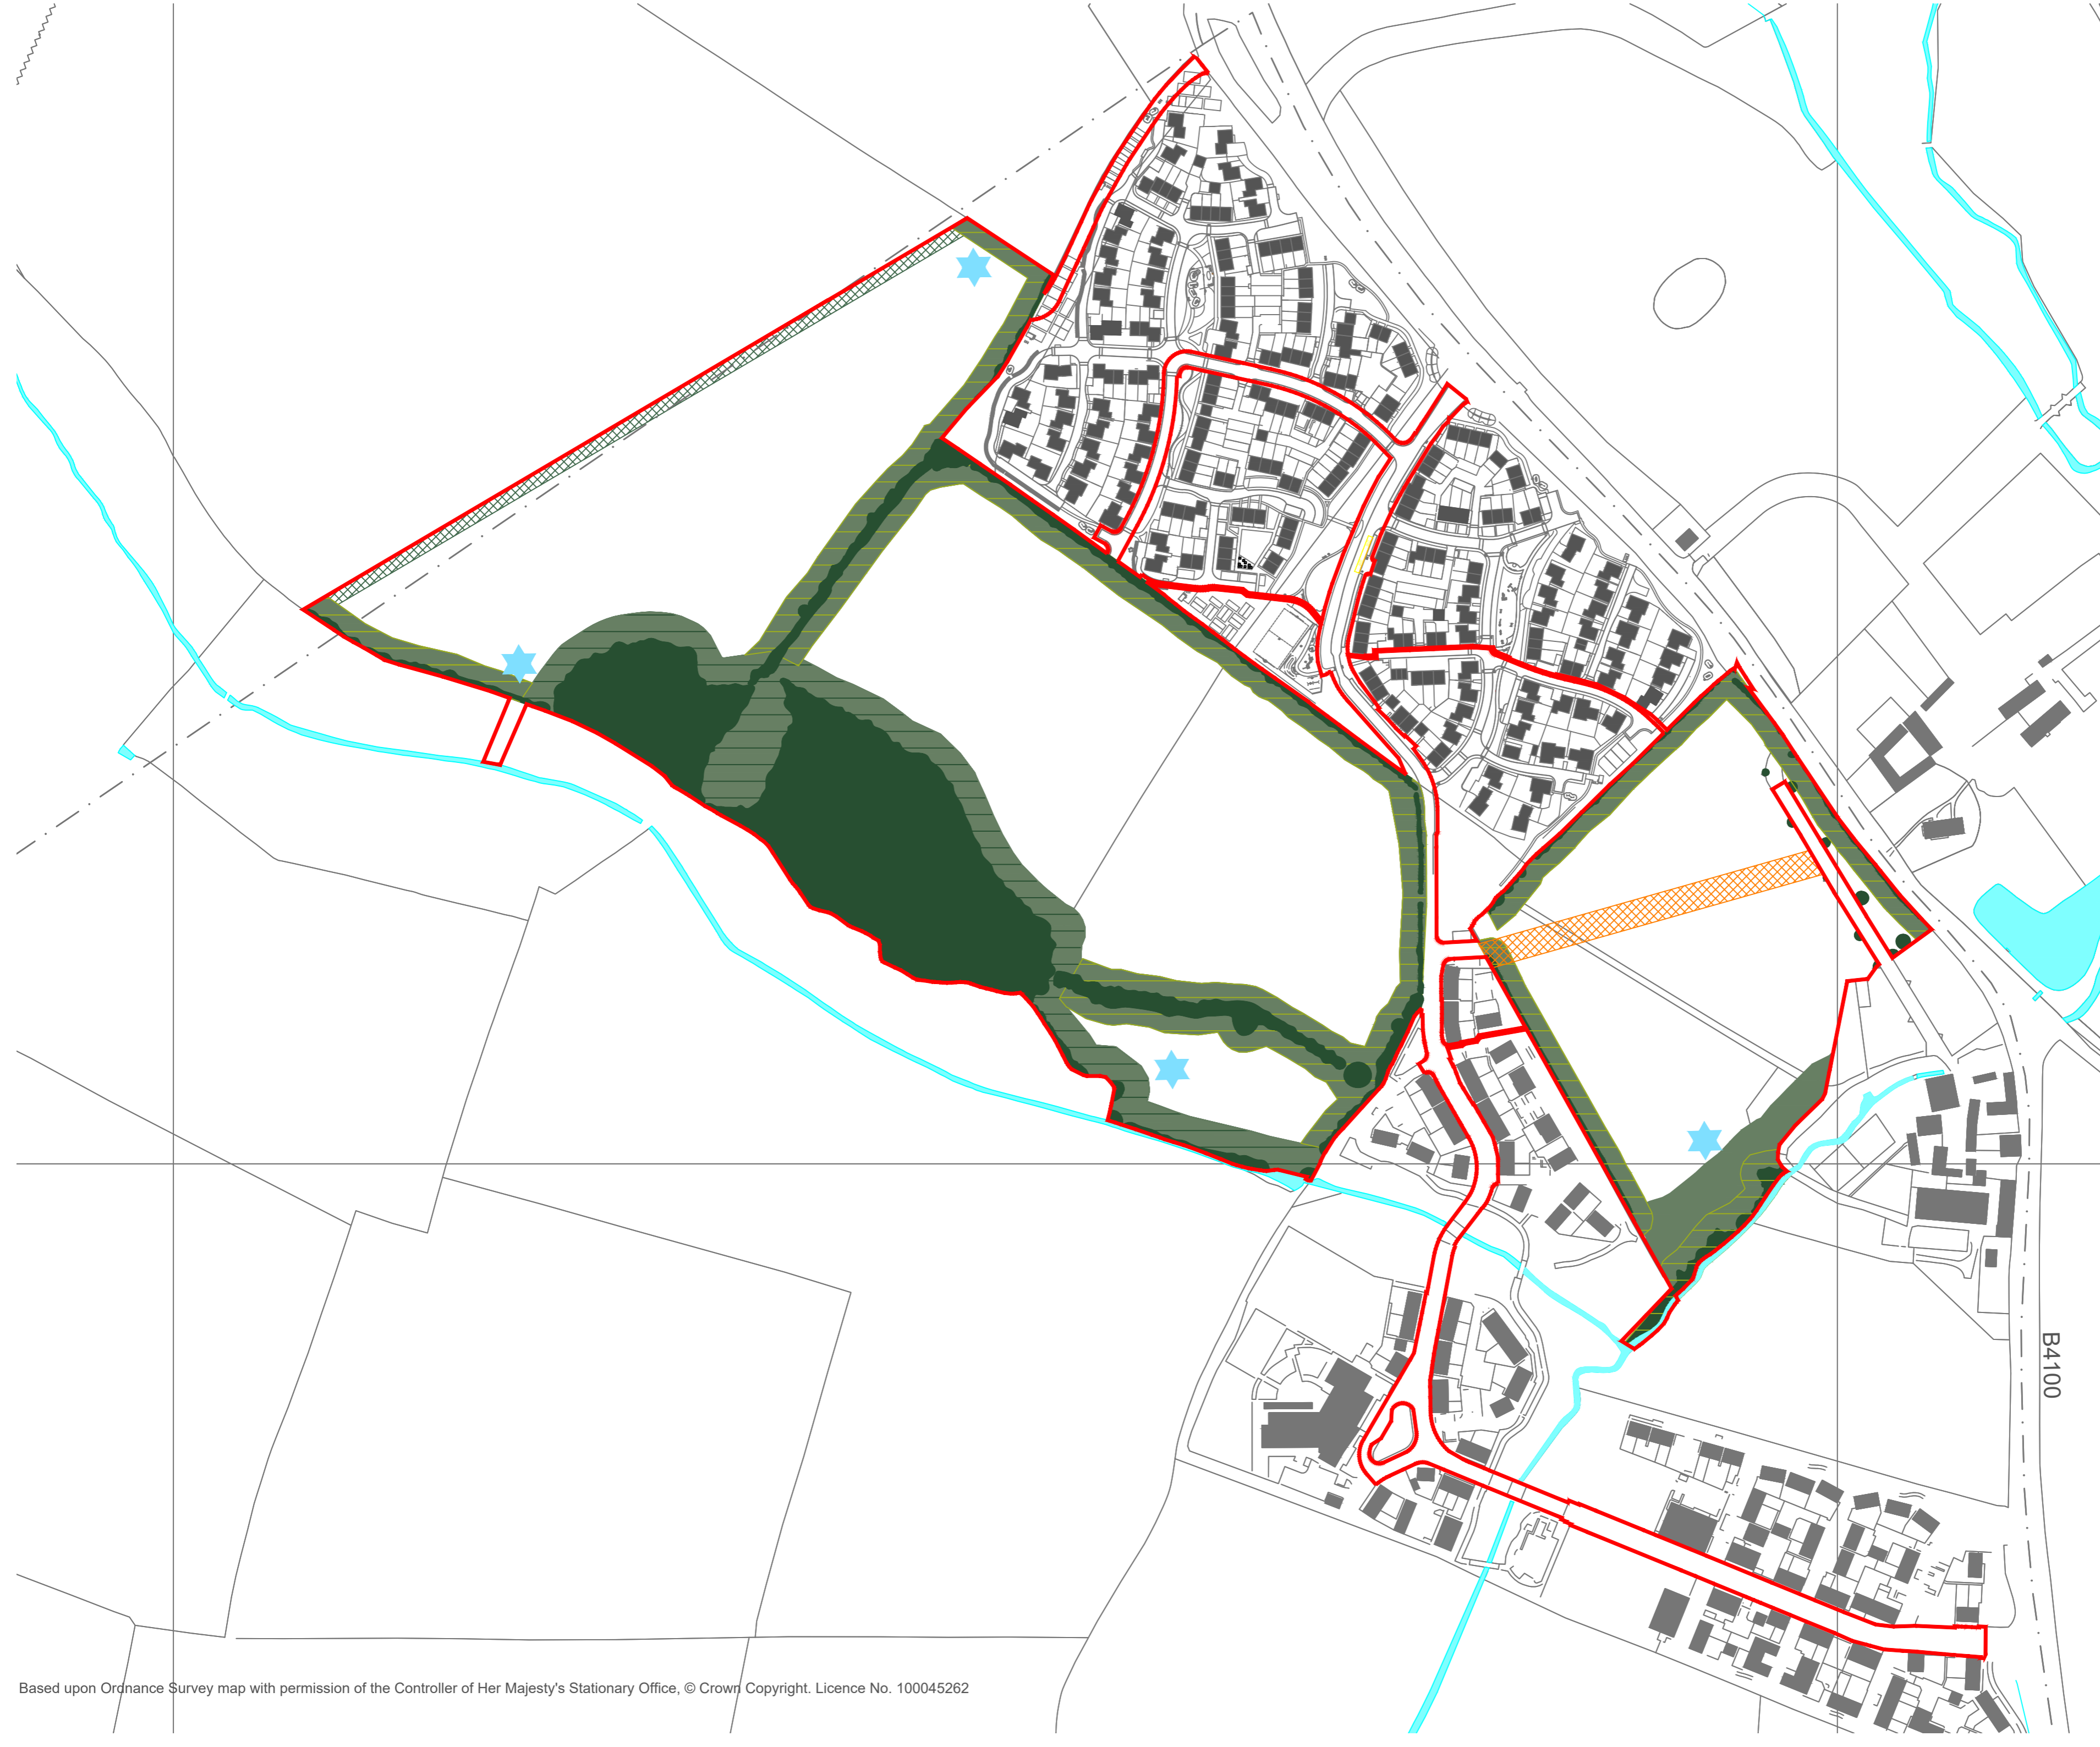 B4100
Based upon Ordnance Survey map with permission of the Controller of Her Majesty's Stationary Office, © Crown Copyright. Licence No. 100045262